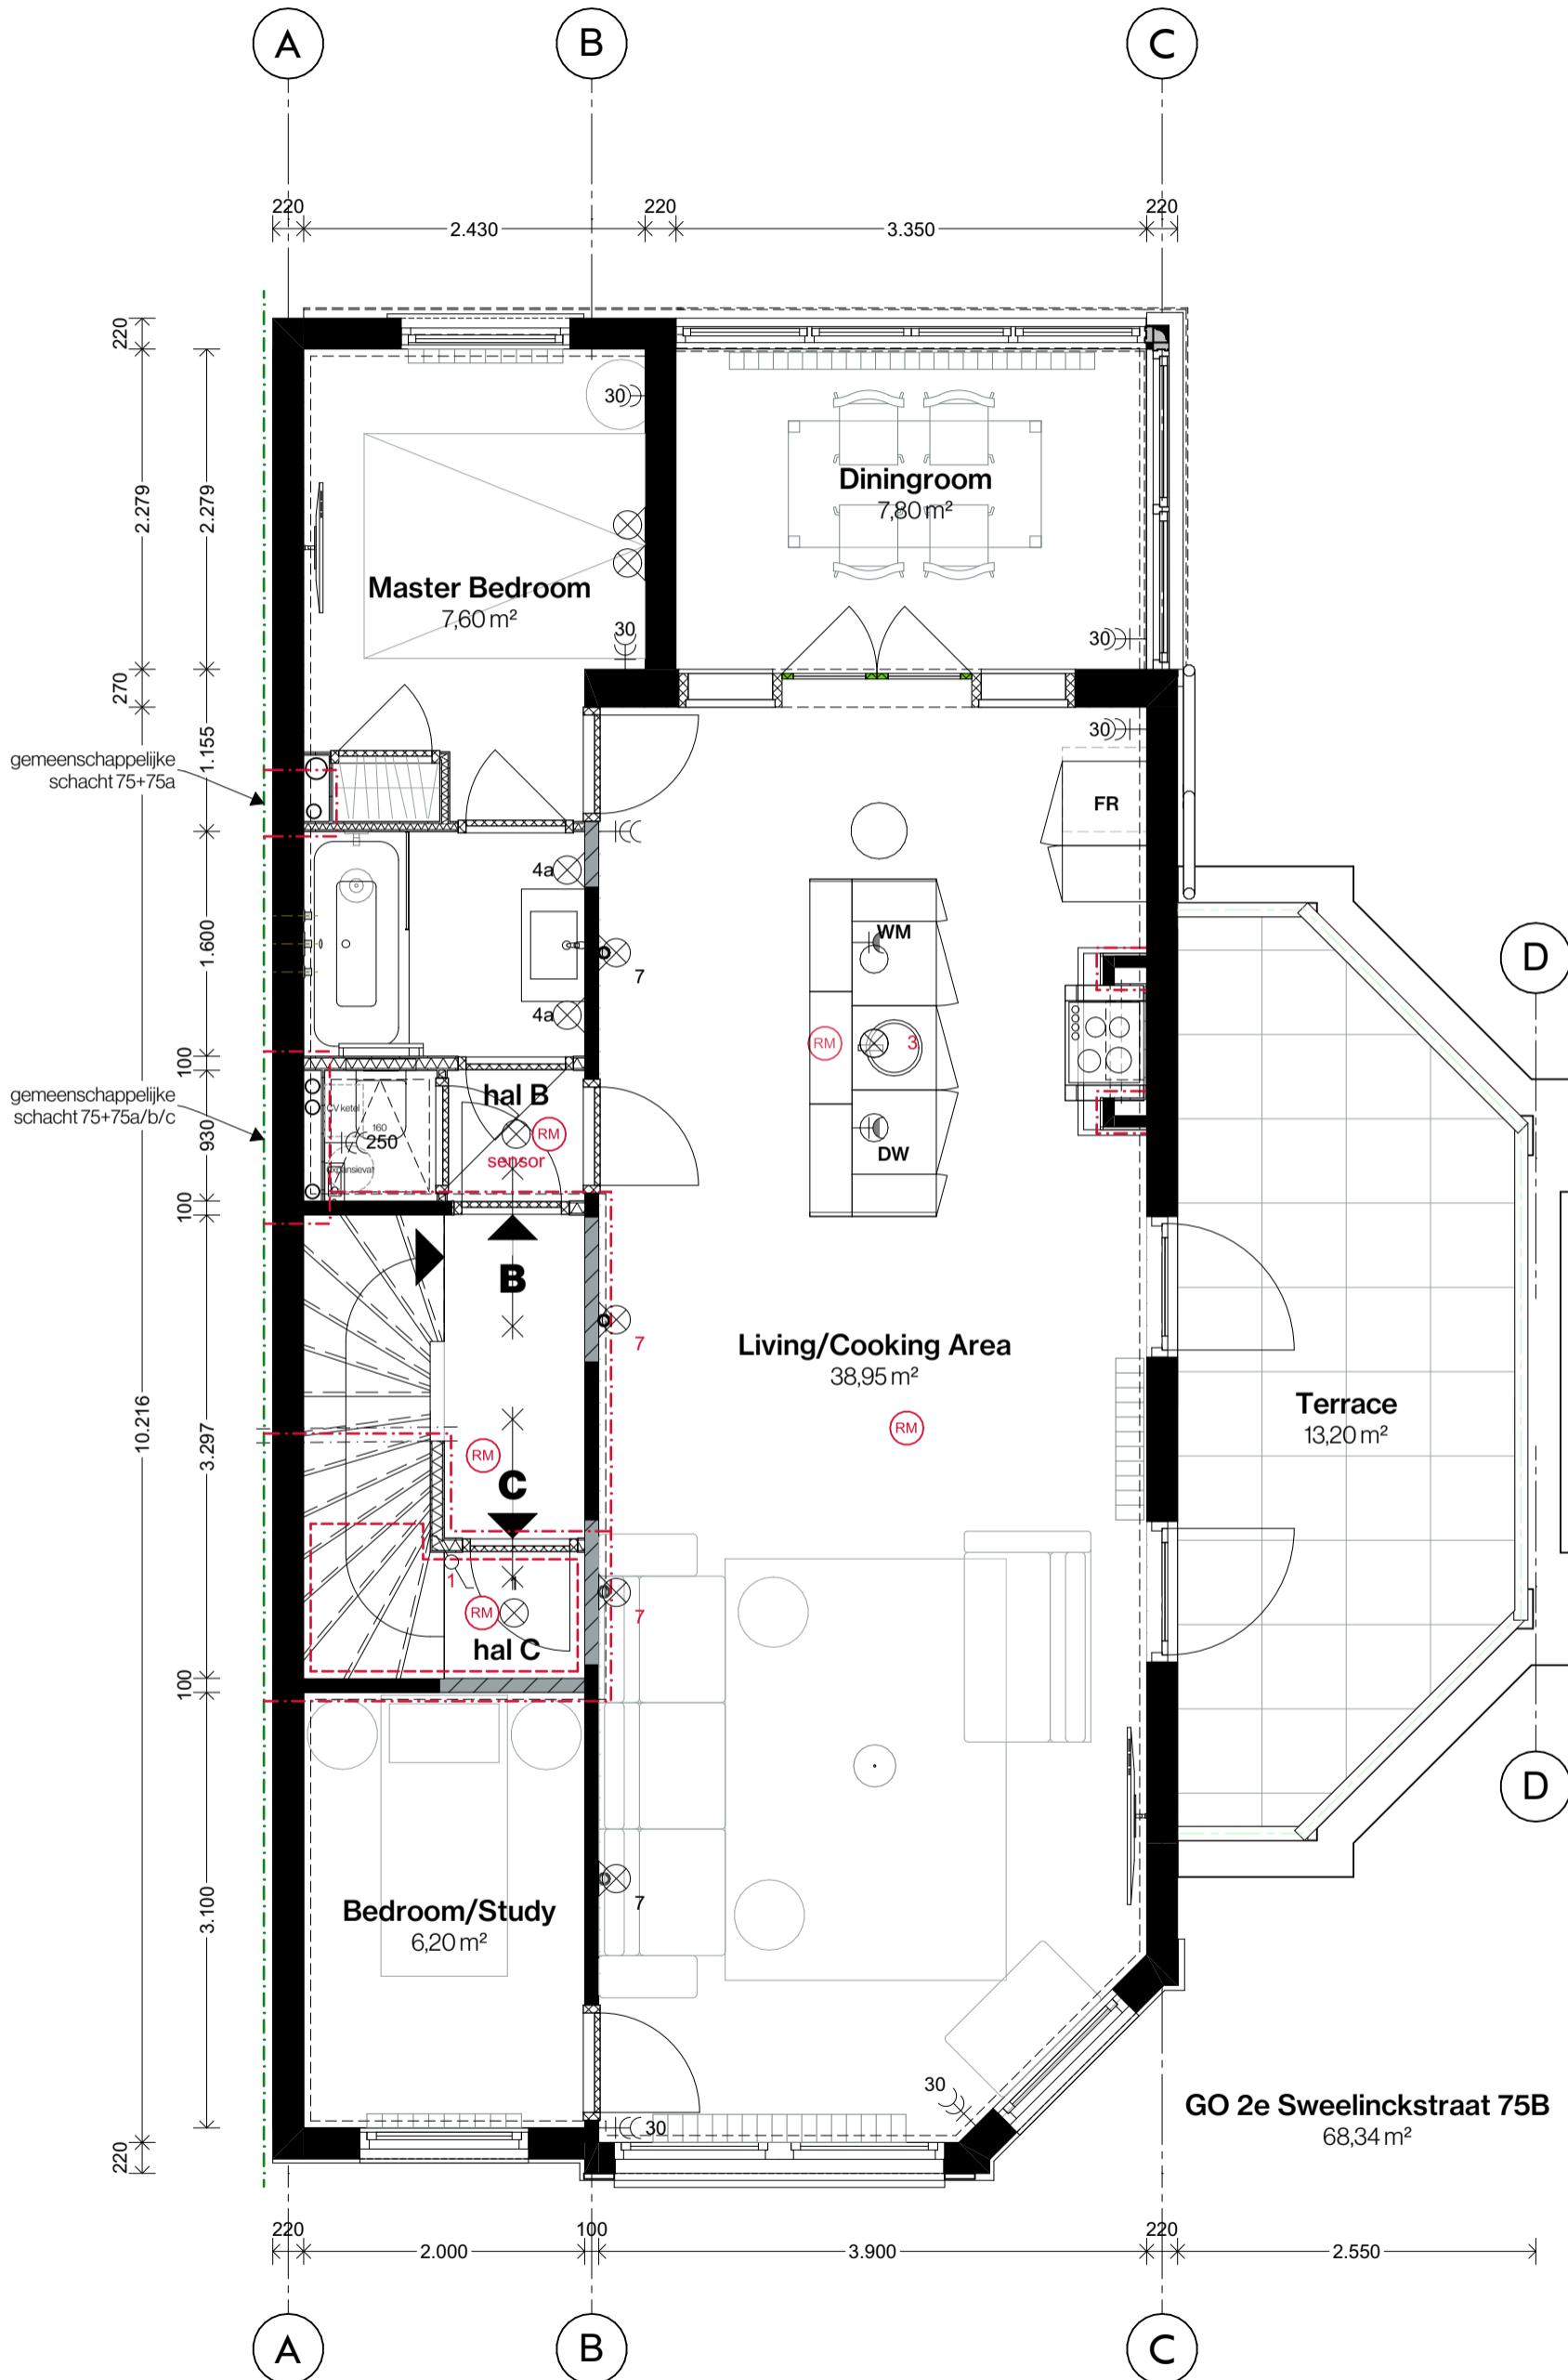 A
B
C
220
2.430
220
3.350
220
220
2.279
2.279
270
1.155
1.600
100
930
100
10.216
3.297
100
3.100
220
30
Diningroom
7,80 m²
Master Bedroom
7,60 m²
30
30
30
gemeenschappelijke
schacht 75+75a
FR
4a
WM
7
4a
RM
3
D
gemeenschappelijke
schacht 75+75a/b/c
hal B
CV ketel
160
250
RM
sensor
expansievat
DW
B
7
Living/Cooking Area
38,95 m²
RM
Terrace
13,20 m²
RM
C
1
RM
7
hal C
D
Bedroom/Study
6,20 m²
7
30
30
GO 2e Sweelinckstraat 75B
68,34 m²
220
2.000
100
3.900
220
2.550
A
B
C